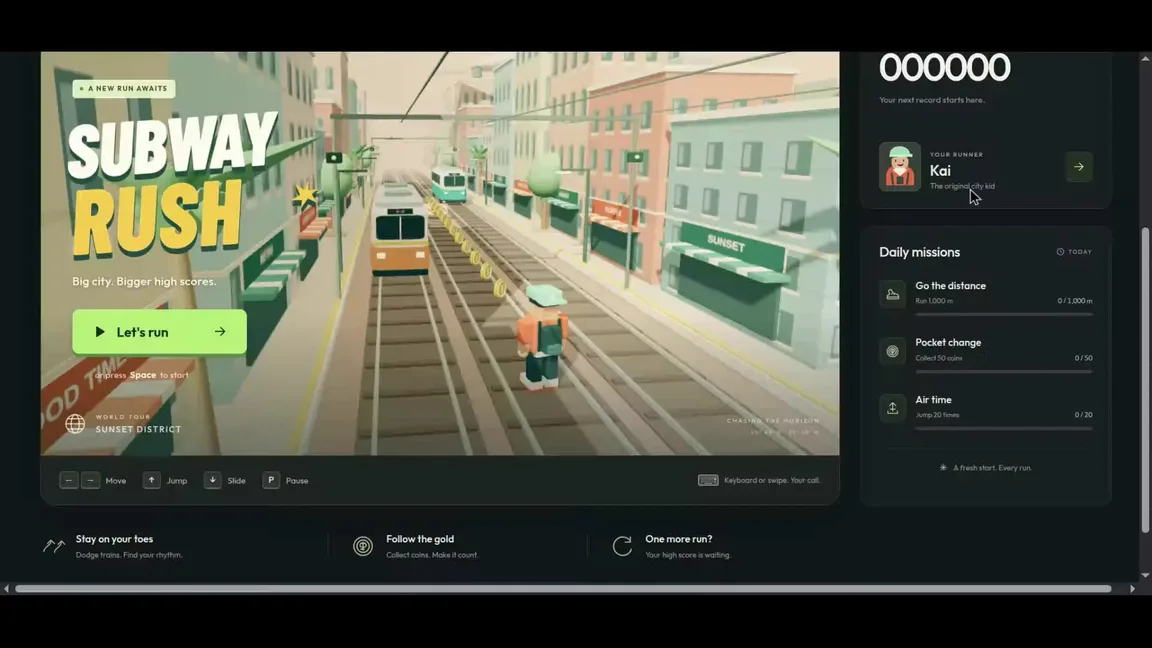 A NEW RUN AWAITS
SUBWAY
RUSH
Big city. Bigger high scores.
Let's run
or press Space to start
WORLD TOUR
SUNSET DISTRICT
OOD TIME
SUNSET
CHASING THE HORIZON
Move
Jump
Slide
P
Pause
Keyboard or swipe. Your call.
000000
Your next record starts here.
YOUR RUNNER
Kai
The original city kid
Daily missions
TODAY
Go the distance
Run 1,000 m
0 / 1,000 m
Pocket change
Collect 50 coins
0 / 50
Air time
Jump 20 times
0 / 20
A fresh start. Every run.
Stay on your toes
Dodge trains. Find your rhythm.
Follow the gold
Collect coins. Make it count.
One more run?
Your high score is waiting.